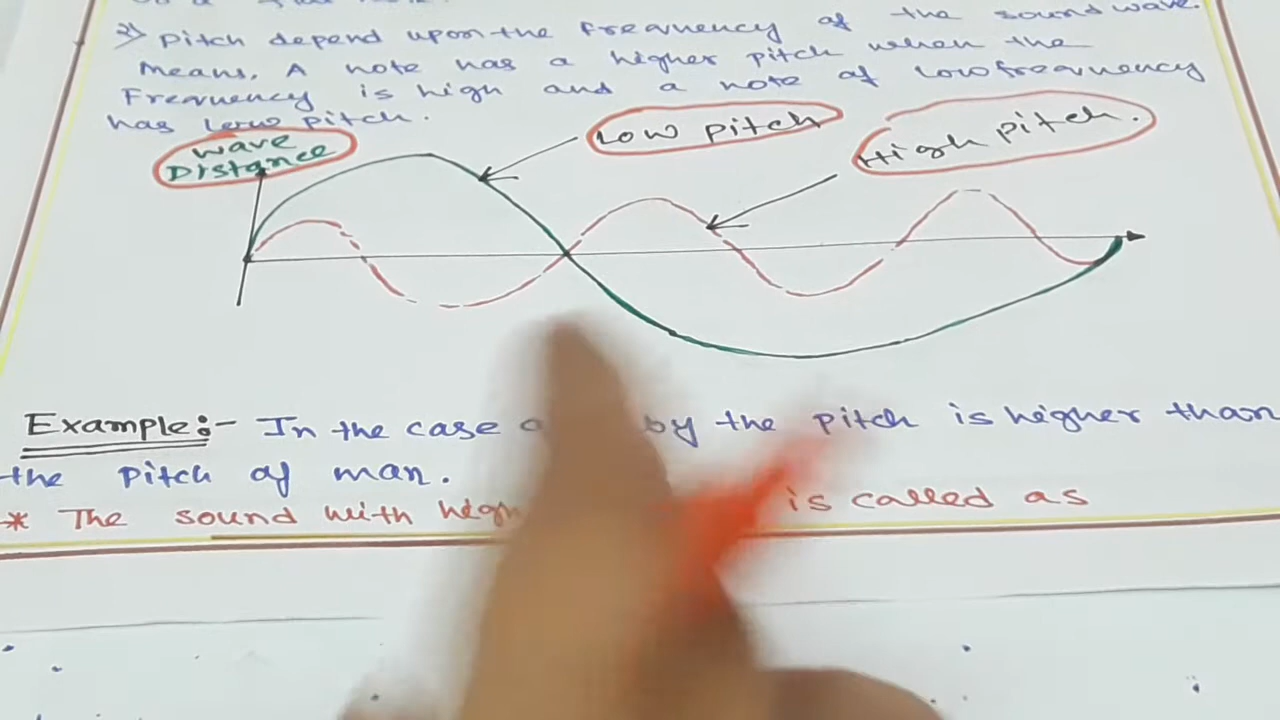 2) Pitch depend upon the Frequency of the sound wave.
Means, A note has a higher pitch when the
Frequency is high and a note of low frequency
has low pitch.
Wave
Distance
Low pitch
High pitch.
Example:- In the case by the pitch is higher than
the pitch of man.
* The sound with high is called as